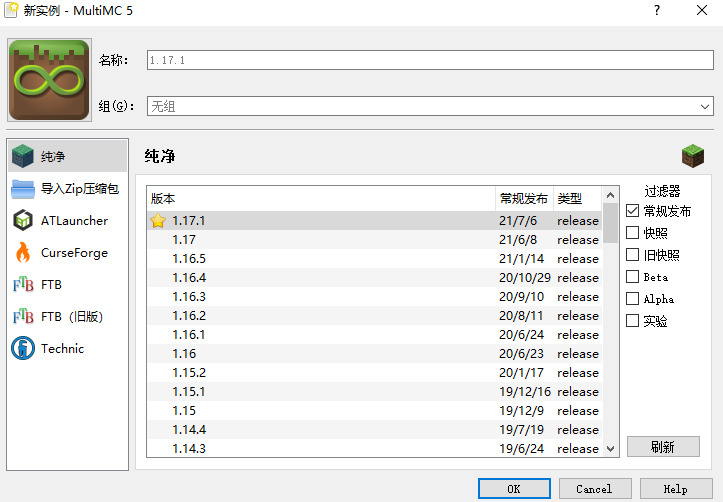 新实例 - MultiMC 5
名称：
1.17.1
组(G)：
无组
纯净
导入Zip压缩包
ATLauncher
CurseForge
FTB
FTB（旧版）
Technic
纯净
版本 常规发布 类型
1.17.1 21/7/6 release
1.17 21/6/8 release
1.16.5 21/1/14 release
1.16.4 20/10/29 release
1.16.3 20/9/10 release
1.16.2 20/8/11 release
1.16.1 20/6/24 release
1.16 20/6/23 release
1.15.2 20/1/17 release
1.15.1 19/12/16 release
1.15 19/12/9 release
1.14.4 19/7/19 release
1.14.3 19/6/24 release
过滤器
常规发布
快照
旧快照
Beta
Alpha
实验
刷新
OK Cancel Help